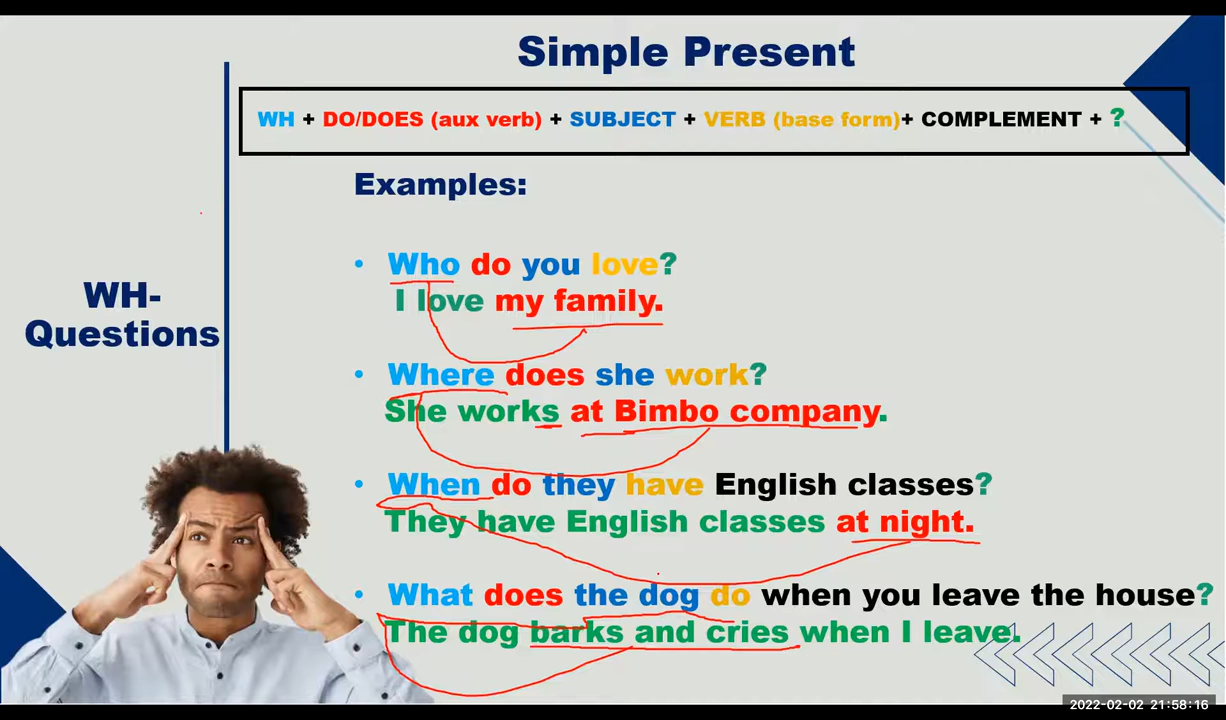 Simple Present
WH + DO/DOES (aux verb) + SUBJECT + VERB (base form)+ COMPLEMENT + ?
Examples:
WH-
Questions
• Who do you love?
I love my family.
• Where does she work?
She works at Bimbo company.
• When do they have English classes?
They have English classes at night.
• What does the dog do when you leave the house?
The dog barks and cries when I leave.
2022-02-02 21:58:16